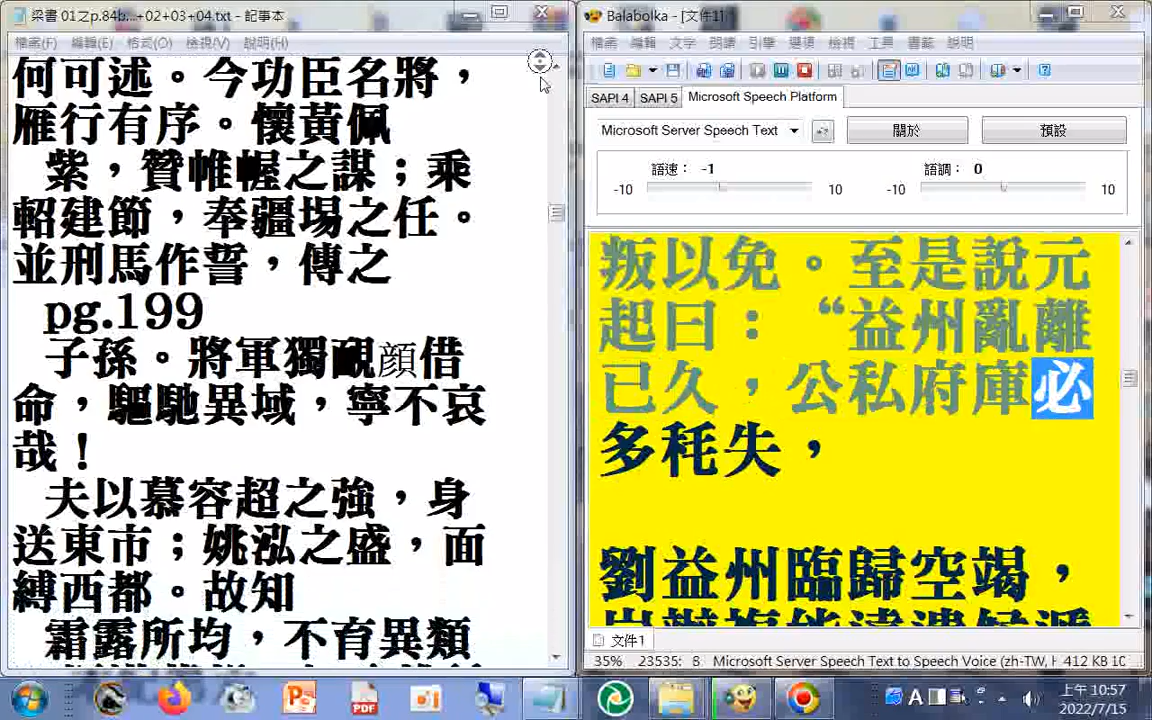 梁書 01之p.84b...+02+03+04.txt - 記事本
檔案(F) 編輯(E) 格式(O) 檢視(V) 說明(H)
何可述。今功臣名將，
雁行有序。懷黃佩
紫，贊帷幄之謀；乘
軺建節，奉疆埸之任。
並刑馬作誓，傳之
pg.199
子孫。將軍獨靦顔借
命，驅馳異域，寧不哀
哉！
夫以慕容超之強，身
送東市；姚泓之盛，面
縛西都。故知
霜露所均，不育異類
Balabolka - [文件1]
檔案 編輯 文字 朗讀 引擎 選項 檢視 工具 書籤 說明
SAPI 4 SAPI 5 Microsoft Speech Platform
Microsoft Server Speech Text 關於 預設
語速： -1 語調： 0
-10 10 -10 10
叛以免。至是說元
起曰：“益州亂離
已久，公私府庫必
多秏失，
劉益州臨歸空竭，
文件1
35% 23535: 8 Microsoft Server Speech Text to Speech Voice (zh-TW, H 412 KB 10
A
上午 10:57
2022/7/15